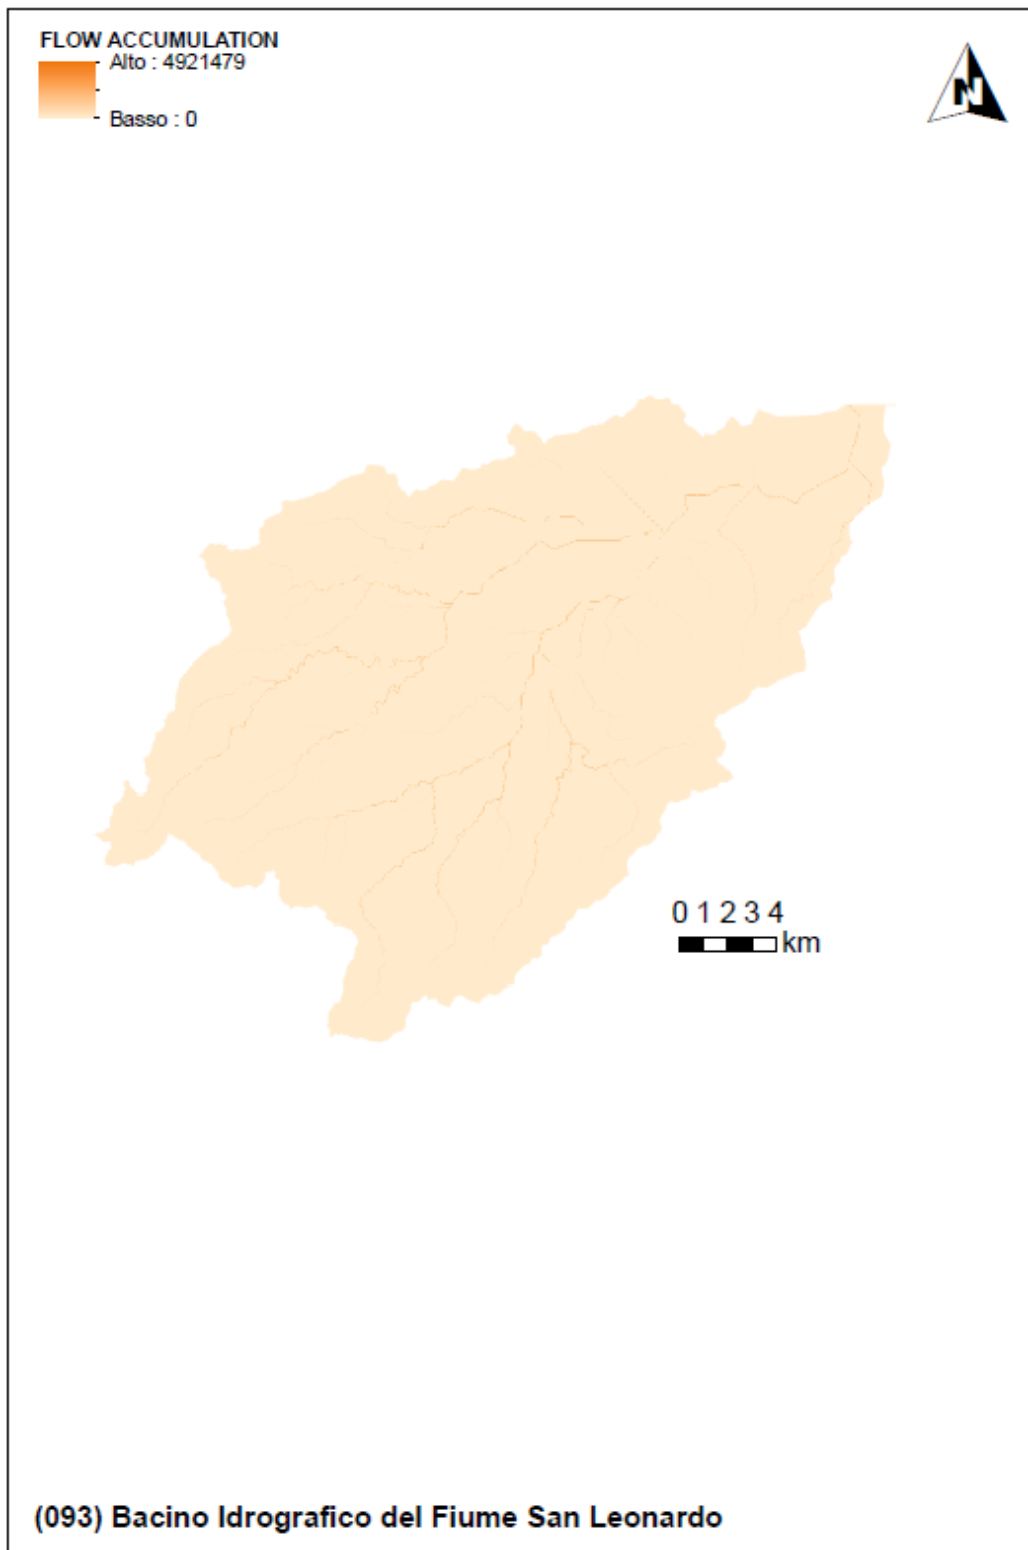 FLOW ACCUMULATION
Alto : 4921479
Basso : 0
N
0 1 2 3 4
km
(093) Bacino Idrografico del Fiume San Leonardo